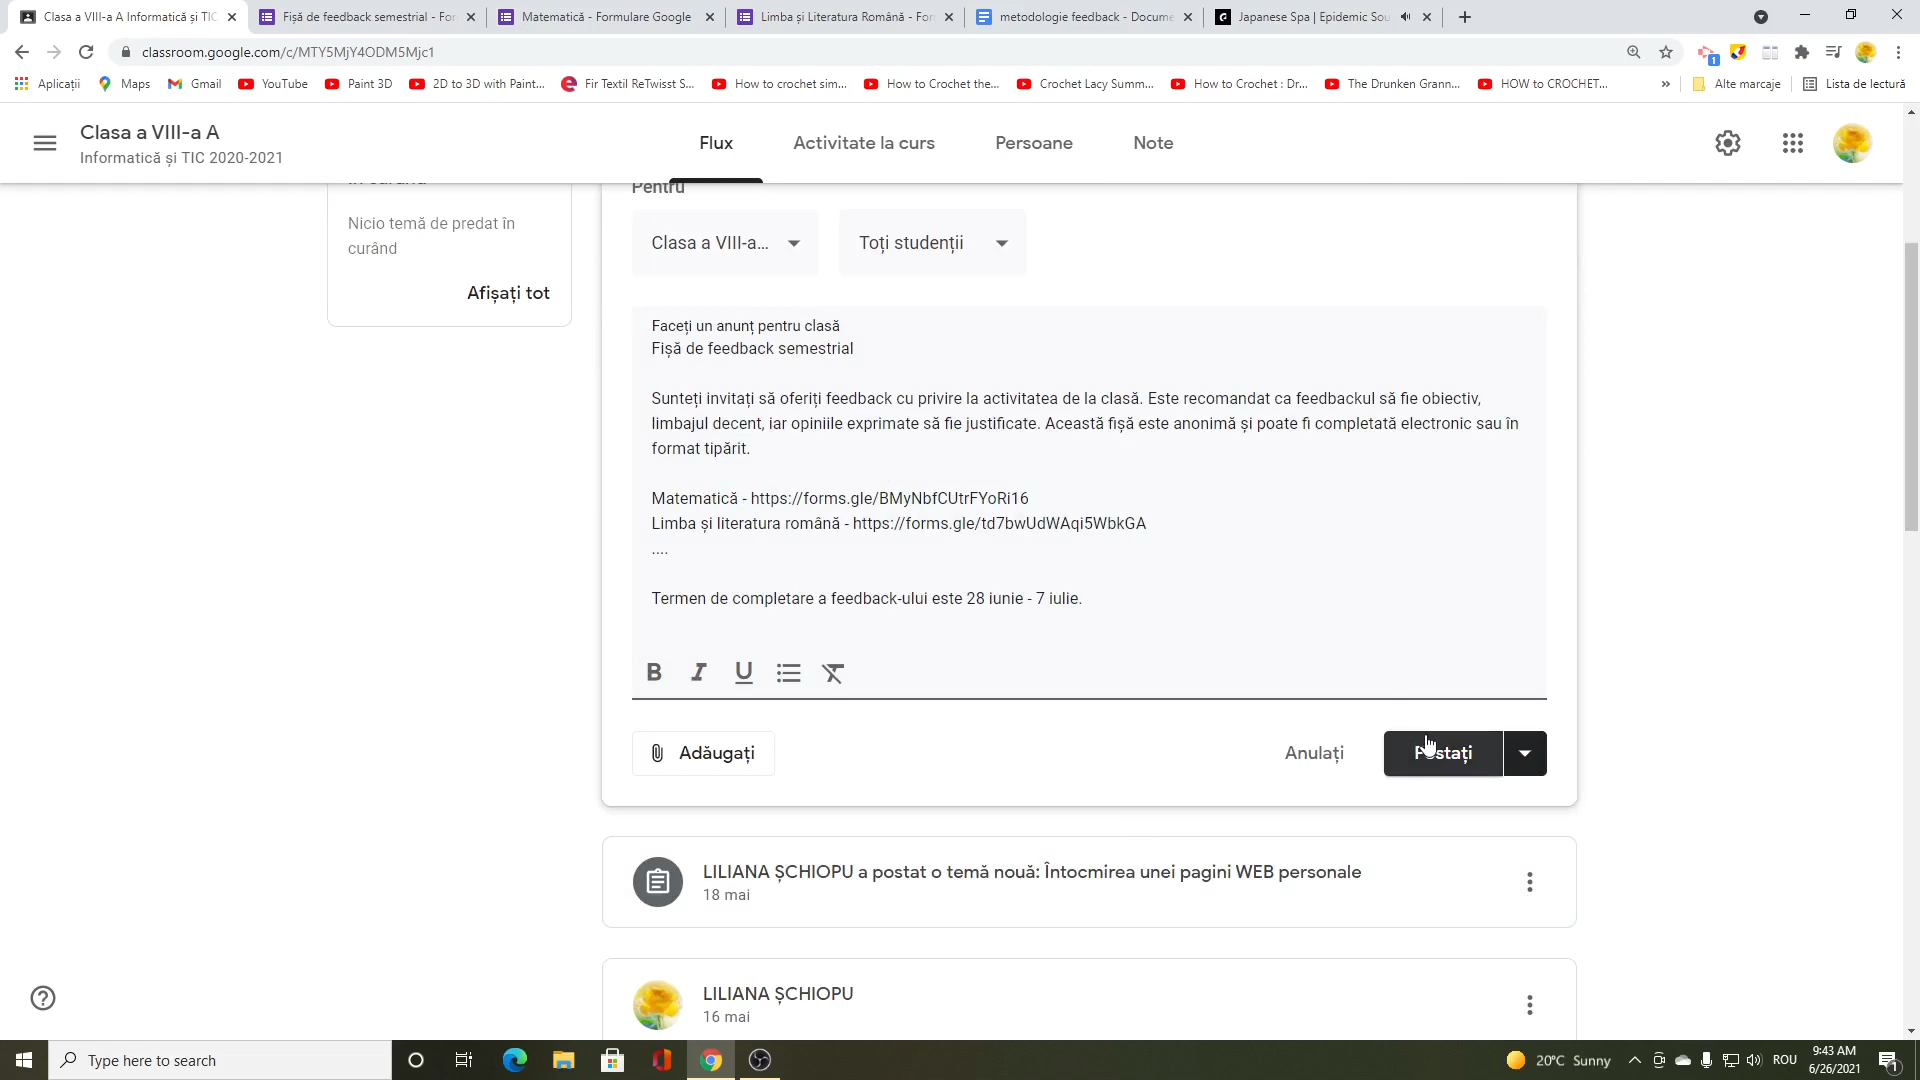 Clasa a VIII-a A Informatică și TIC
Fișă de feedback semestrial - For
Matematică - Formulare Google
Limba și Literatura Română - For
metodologie feedback - Docume
Japanese Spa | Epidemic Sou
classroom.google.com/c/MTY5MjY4ODM5Mjc1
1
Aplicații
Maps
Gmail
YouTube
Paint 3D
2D to 3D with Paint...
Fir Textil ReTwisst S...
How to crochet sim...
How to Crochet the...
Crochet Lacy Summ...
How to Crochet : Dr...
The Drunken Grann...
HOW to CROCHET...
»
Alte marcaje
Lista de lectură
Clasa a VIII-a A
Informatică și TIC 2020-2021
Flux
Activitate la curs
Persoane
Note
Pentru
Nicio temă de predat în
curând
Afișați tot
Clasa a VIII-a...
Toți studenții
Faceți un anunț pentru clasă
Fișă de feedback semestrial
Sunteți invitați să oferiți feedback cu privire la activitatea de la clasă. Este recomandat ca feedbackul să fie obiectiv,
limbajul decent, iar opiniile exprimate să fie justificate. Această fișă este anonimă și poate fi completată electronic sau în
format tipărit.
Matematică - https://forms.gle/BMyNbfCUtrFYoRi16
Limba și literatura română - https://forms.gle/td7bwUdWAqi5WbkGA
....
Termen de completare a feedback-ului este 28 iunie - 7 iulie.
B I U
Adăugați
Anulați
Postați
LILIANA ȘCHIOPU a postat o temă nouă: Întocmirea unei pagini WEB personale
18 mai
LILIANA ȘCHIOPU
16 mai
Type here to search
20°C Sunny
ROU
9:43 AM
6/26/2021
1